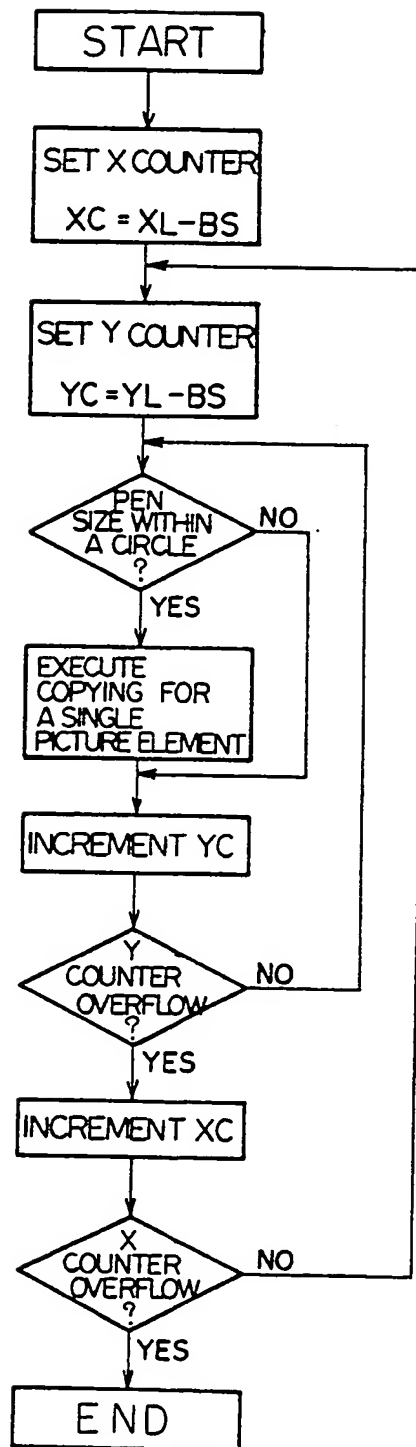 START
SET X COUNTER
XC = XL-BS
SET Y COUNTER
YC = YL-BS
PEN
SIZE WITHIN
A CIRCLE
?
NO
YES
EXECUTE
COPYING FOR
A SINGLE
PICTURE ELEMENT
INCREMENT YC
Y
COUNTER
OVERFLOW
?
NO
YES
INCREMENT XC
X
COUNTER
OVERFLOW
?
NO
YES
END